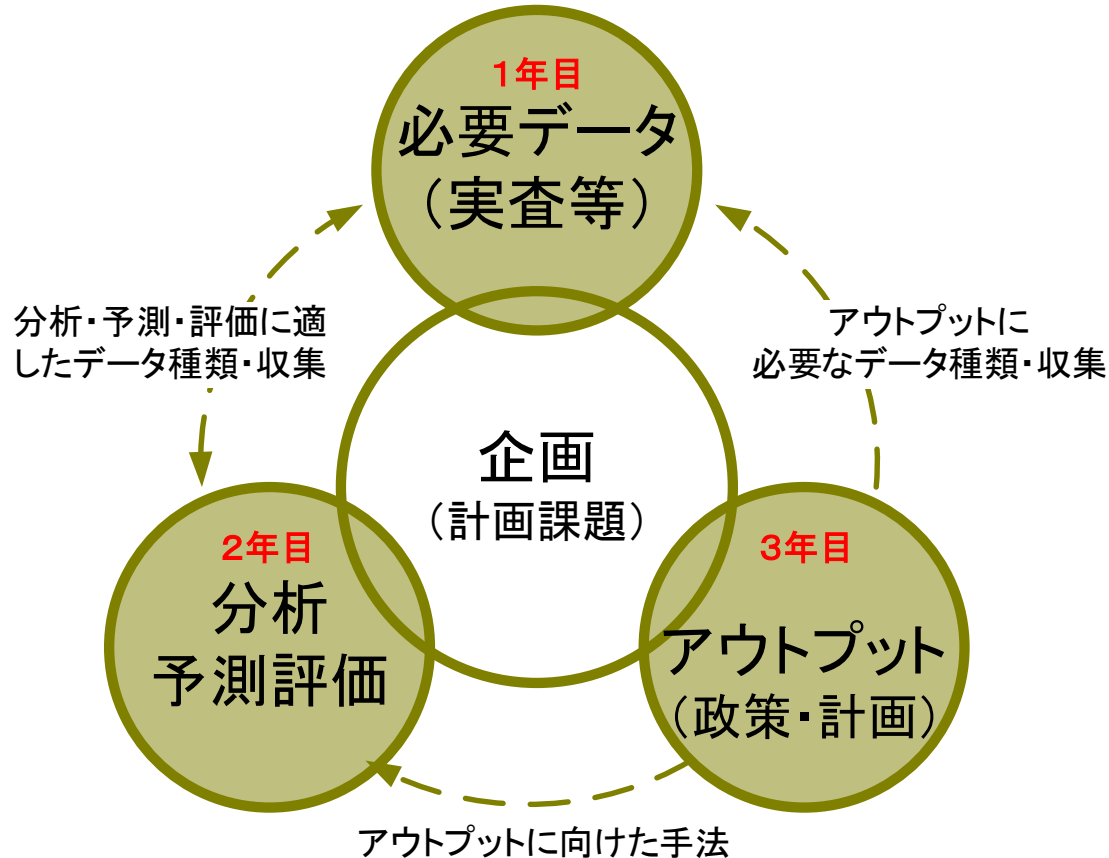 1年目
必要データ
（実査等）
分析・予測・評価に適
したデータ種類・収集
アウトプットに
必要なデータ種類・収集
企画
（計画課題）
2年目
分析
予測評価
3年目
アウトプット
（政策・計画）
アウトプットに向けた手法